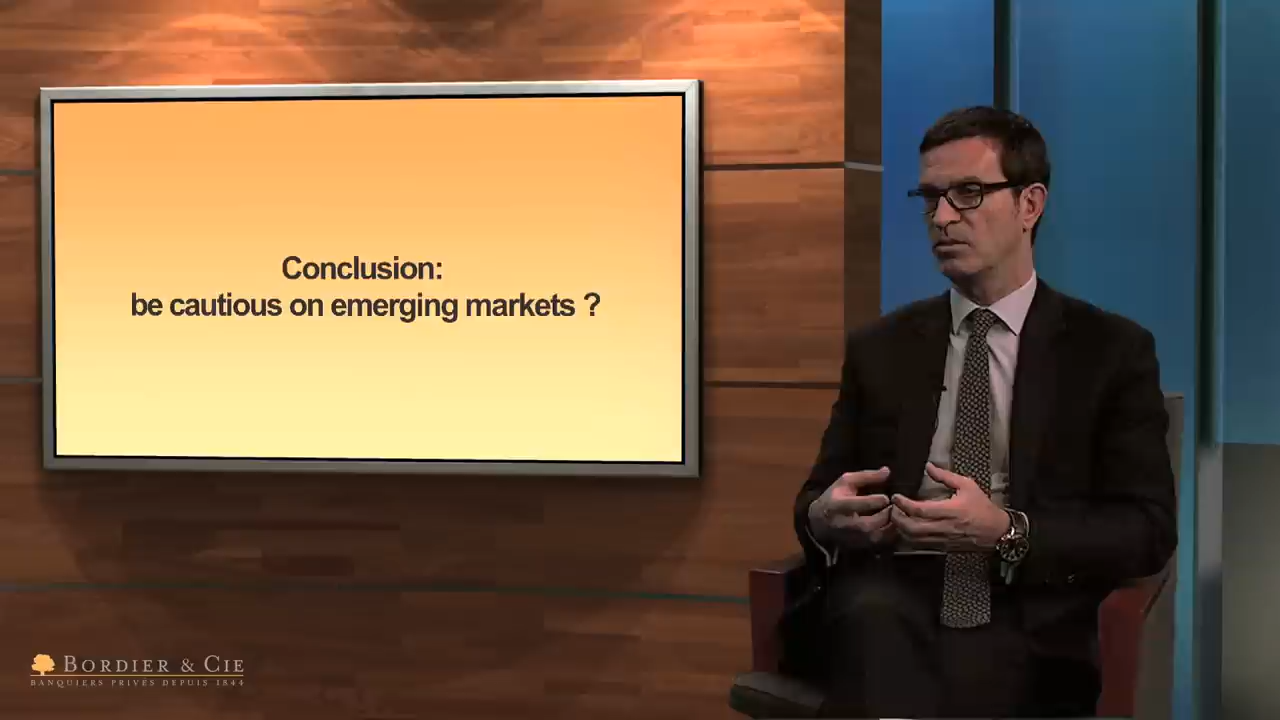 Conclusion:
be cautious on emerging markets ?
BORDIER & CIE
BANQUIERS PRIVÉS DEPUIS 1844